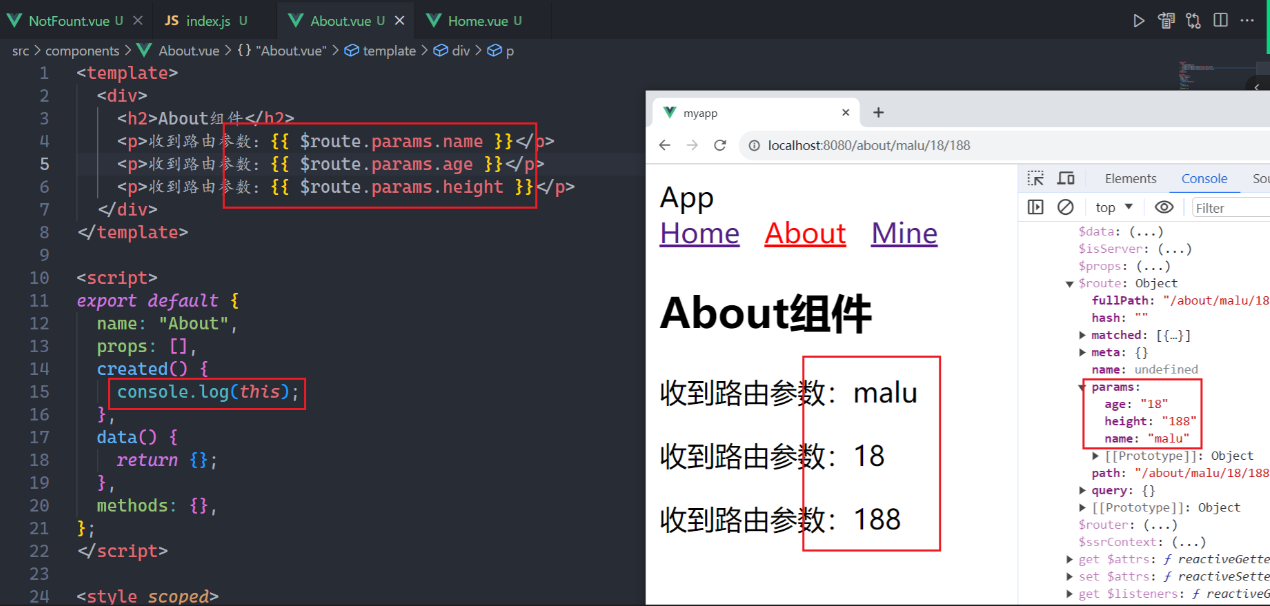 NotFount.vue U
JS index.js U
About.vue U
Home.vue U
src > components > About.vue > {} "About.vue" > template > div > p
1 <template>
2 <div>
3 <h2>About组件</h2>
4 <p>收到路由参数：{{ $route.params.name }}</p>
5 <p>收到路由参数：{{ $route.params.age }}</p>
6 <p>收到路由参数：{{ $route.params.height }}</p>
7 </div>
8 </template>
9
10 <script>
11 export default {
12 name: "About",
13 props: [],
14 created() {
15 console.log(this);
16 },
17 data() {
18 return {};
19 },
20 methods: {},
21 };
22 </script>
23
24 <style scoped>
myapp
localhost:8080/about/malu/18/188
App
Home About Mine
About组件
收到路由参数：malu
收到路由参数：18
收到路由参数：188
Elements Console Sou
top Filter
$data: (...)
$isServer: (...)
$props: (...)
$route: Object
fullPath: "/about/malu/18
hash: ""
matched: [{…}]
meta: {}
name: undefined
params:
age: "18"
height: "188"
name: "malu"
[[Prototype]]: Object
path: "/about/malu/18/188
query: {}
[[Prototype]]: Object
$router: (...)
$ssrContext: (...)
get $attrs: ƒ reactiveGette
set $attrs: ƒ reactiveSette
get $listeners: ƒ reactiveG